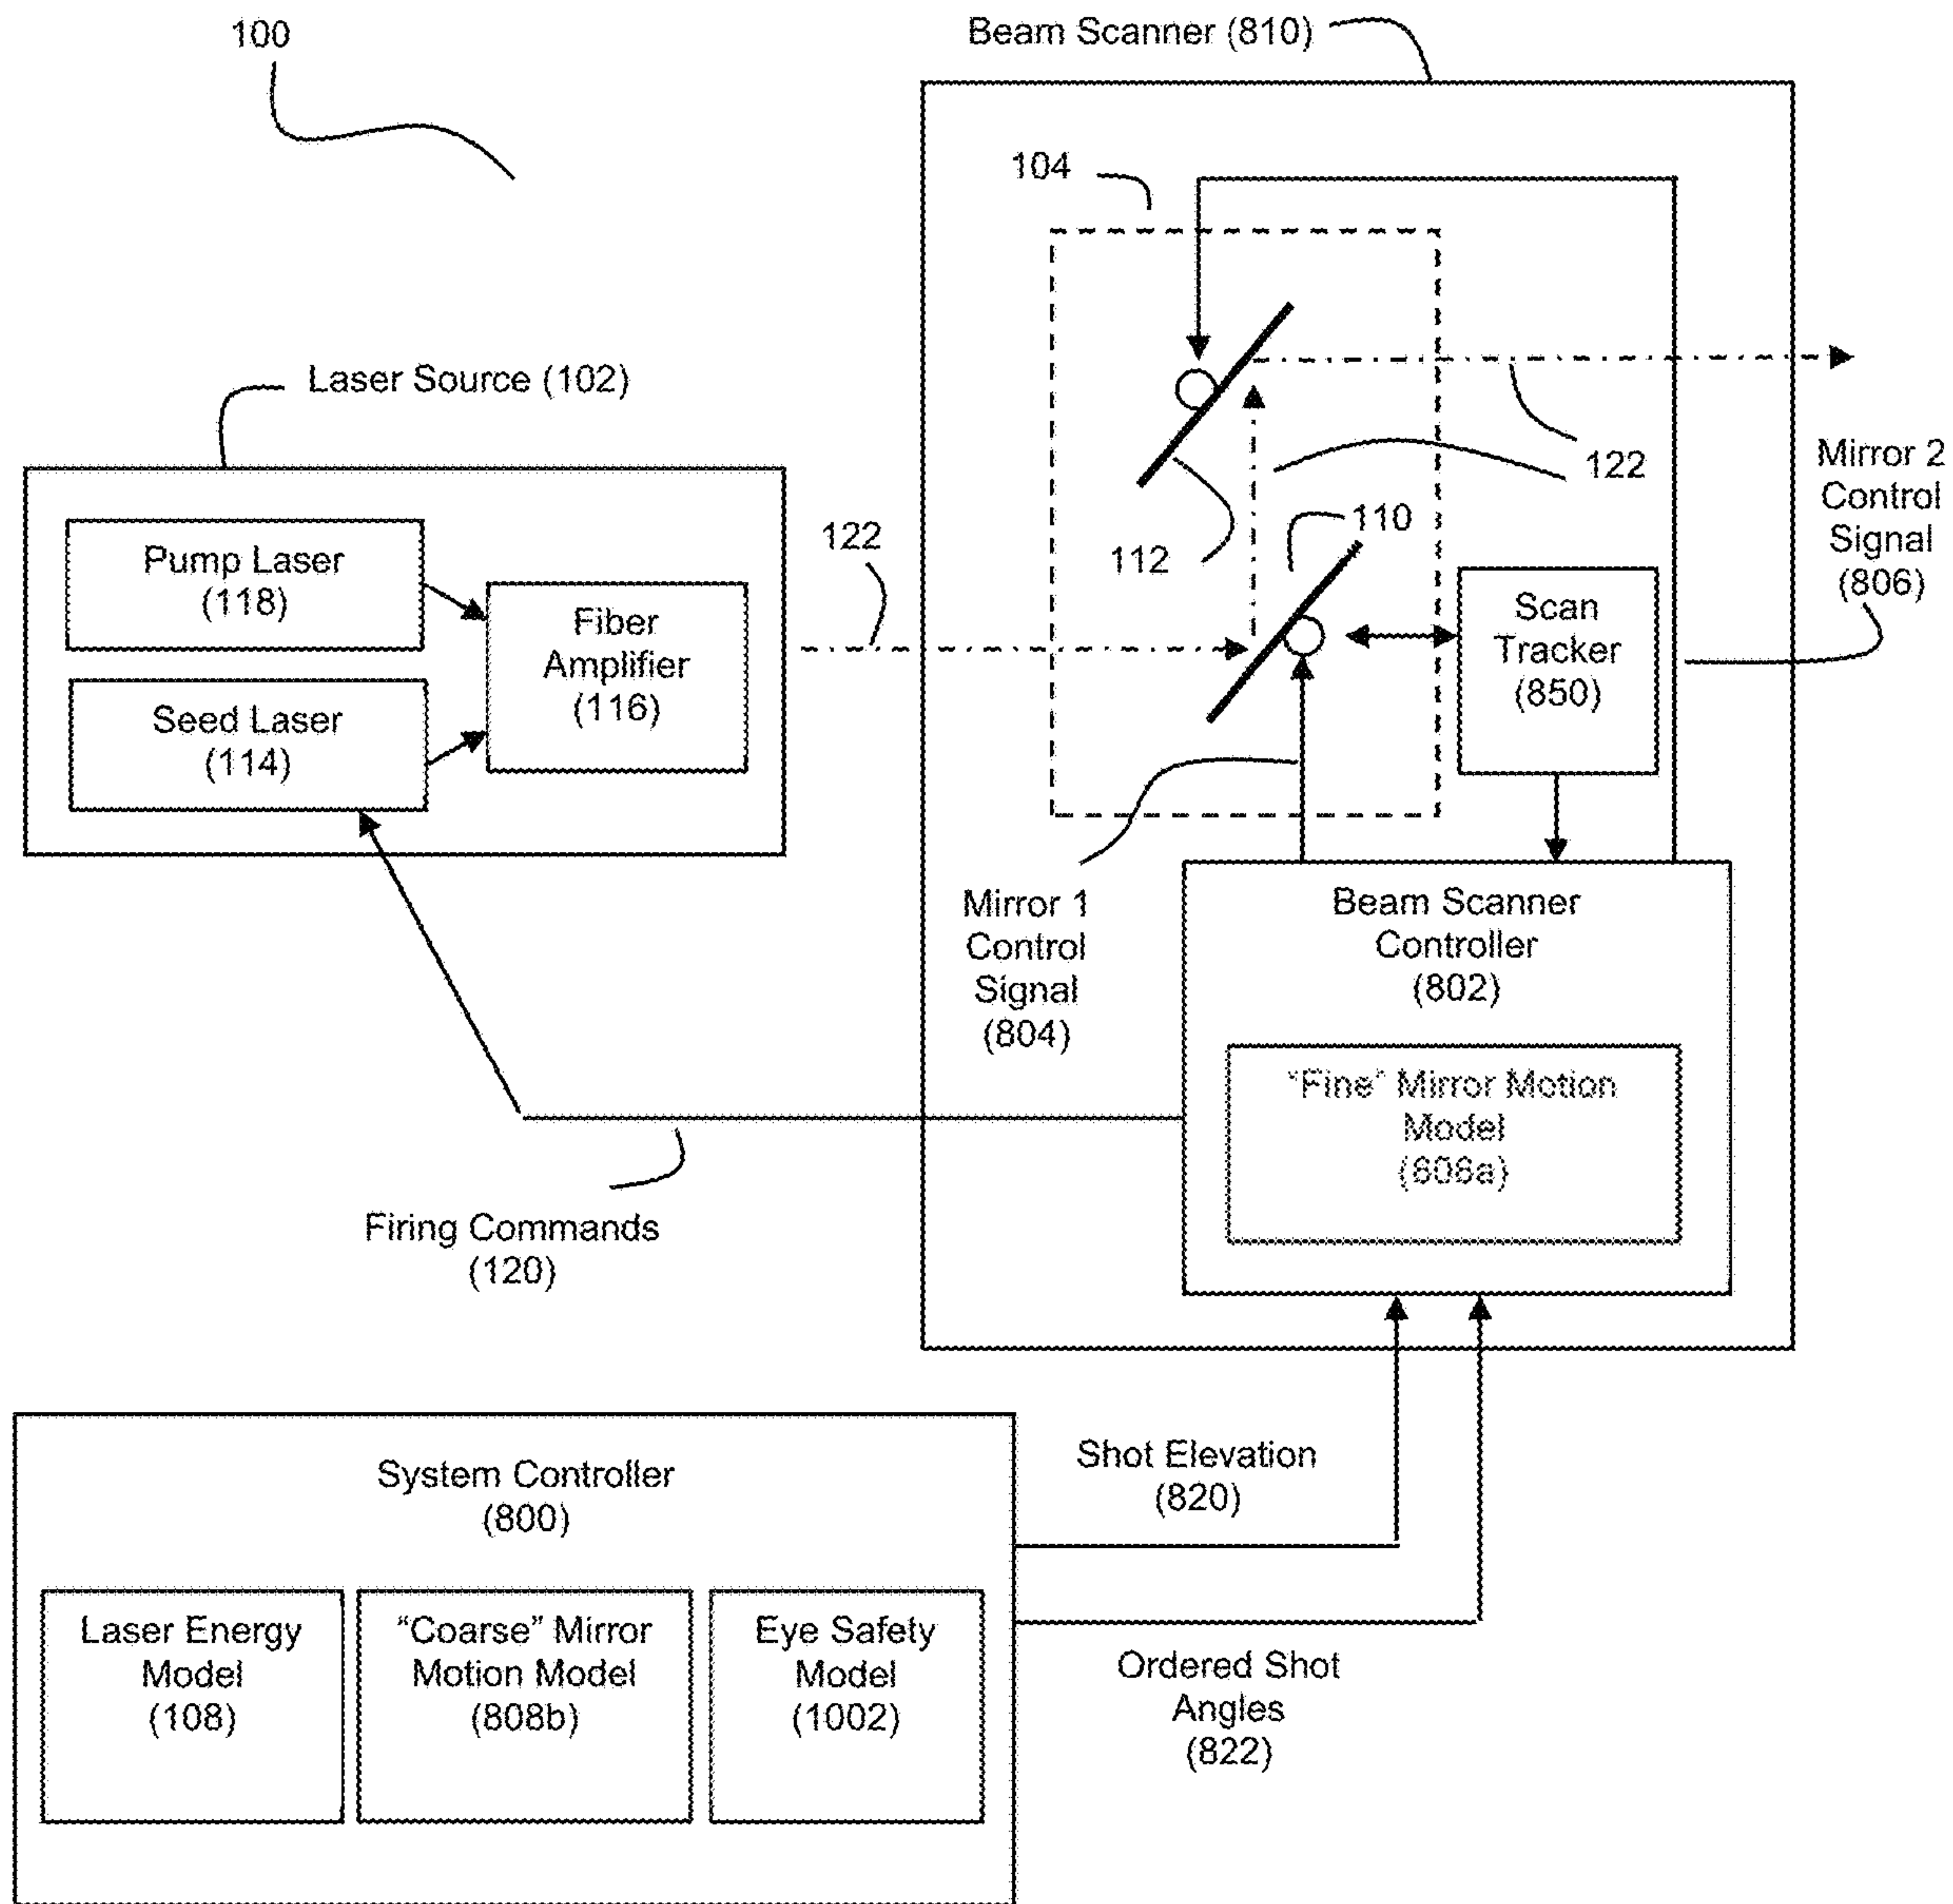 100
Beam Scanner (810)
104
Laser Source (102)
Pump Laser
(118)
Seed Laser
(114)
Fiber
Amplifier
(116)
122
112
110
122
Mirror 2
Control
Signal
(806)
Scan
Tracker
(850)
Mirror 1
Control
Signal
(804)
Beam Scanner
Controller
(802)
“Fine” Mirror Motion
Model
Firing Commands
(120)
System Controller
(800)
Laser Energy
Model
(108)
“Coarse” Mirror
Motion Model
(808b)
Eye Safety
Model
(1002)
Shot Elevation
(820)
Ordered Shot
Angles
(822)